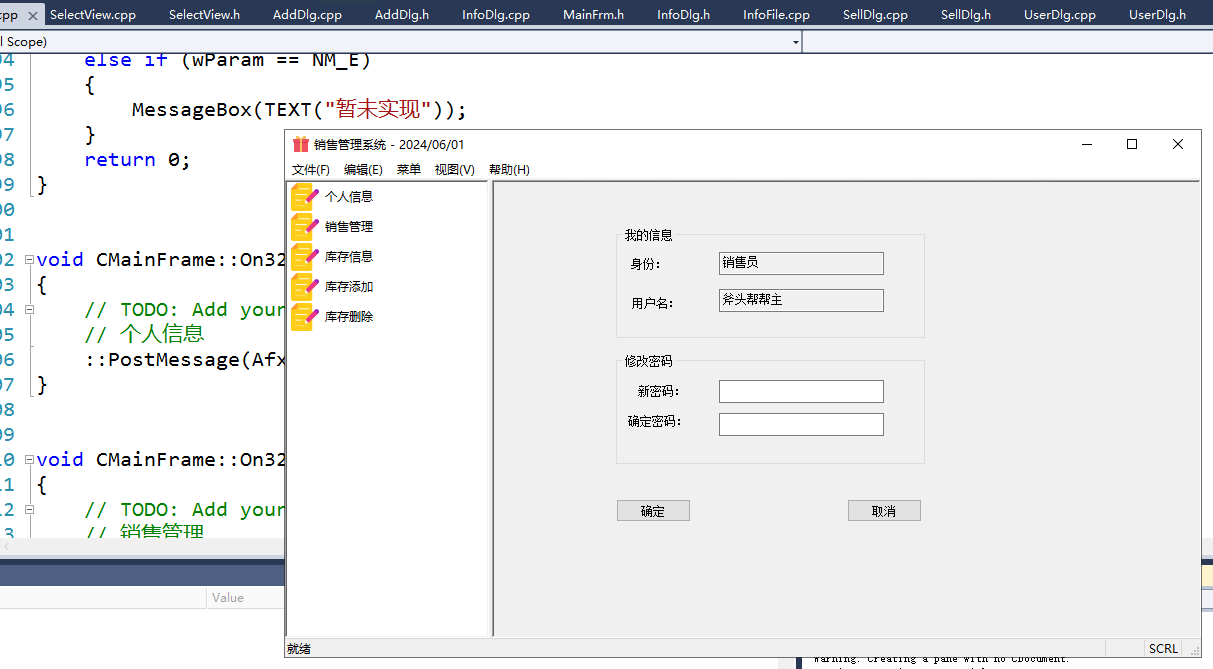 cpp SelectView.cpp SelectView.h AddDlg.cpp AddDlg.h InfoDlg.cpp MainFrm.h InfoDlg.h InfoFile.cpp SellDlg.cpp SellDlg.h UserDlg.cpp UserDlg.h
l Scope)
94 else if (wParam == NM_E)
95 {
96 MessageBox(TEXT("暂未实现"));
97 }
98 return 0;
99 }
00
01
02 void CMainFrame::On32
03 {
04 // TODO: Add your
05 // 个人信息
06 ::PostMessage(Afx
07 }
08
09
10 void CMainFrame::On32
11 {
12 // TODO: Add your
13 // 销售管理
Value
销售管理系统 - 2024/06/01
文件(F) 编辑(E) 菜单 视图(V) 帮助(H)
个人信息
销售管理
库存信息
库存添加
库存删除
我的信息
身份： 销售员
用户名： 斧头帮帮主
修改密码
新密码：
确定密码：
确定 取消
就绪 SCRL
Warning: Creating a pane with no CDocument.